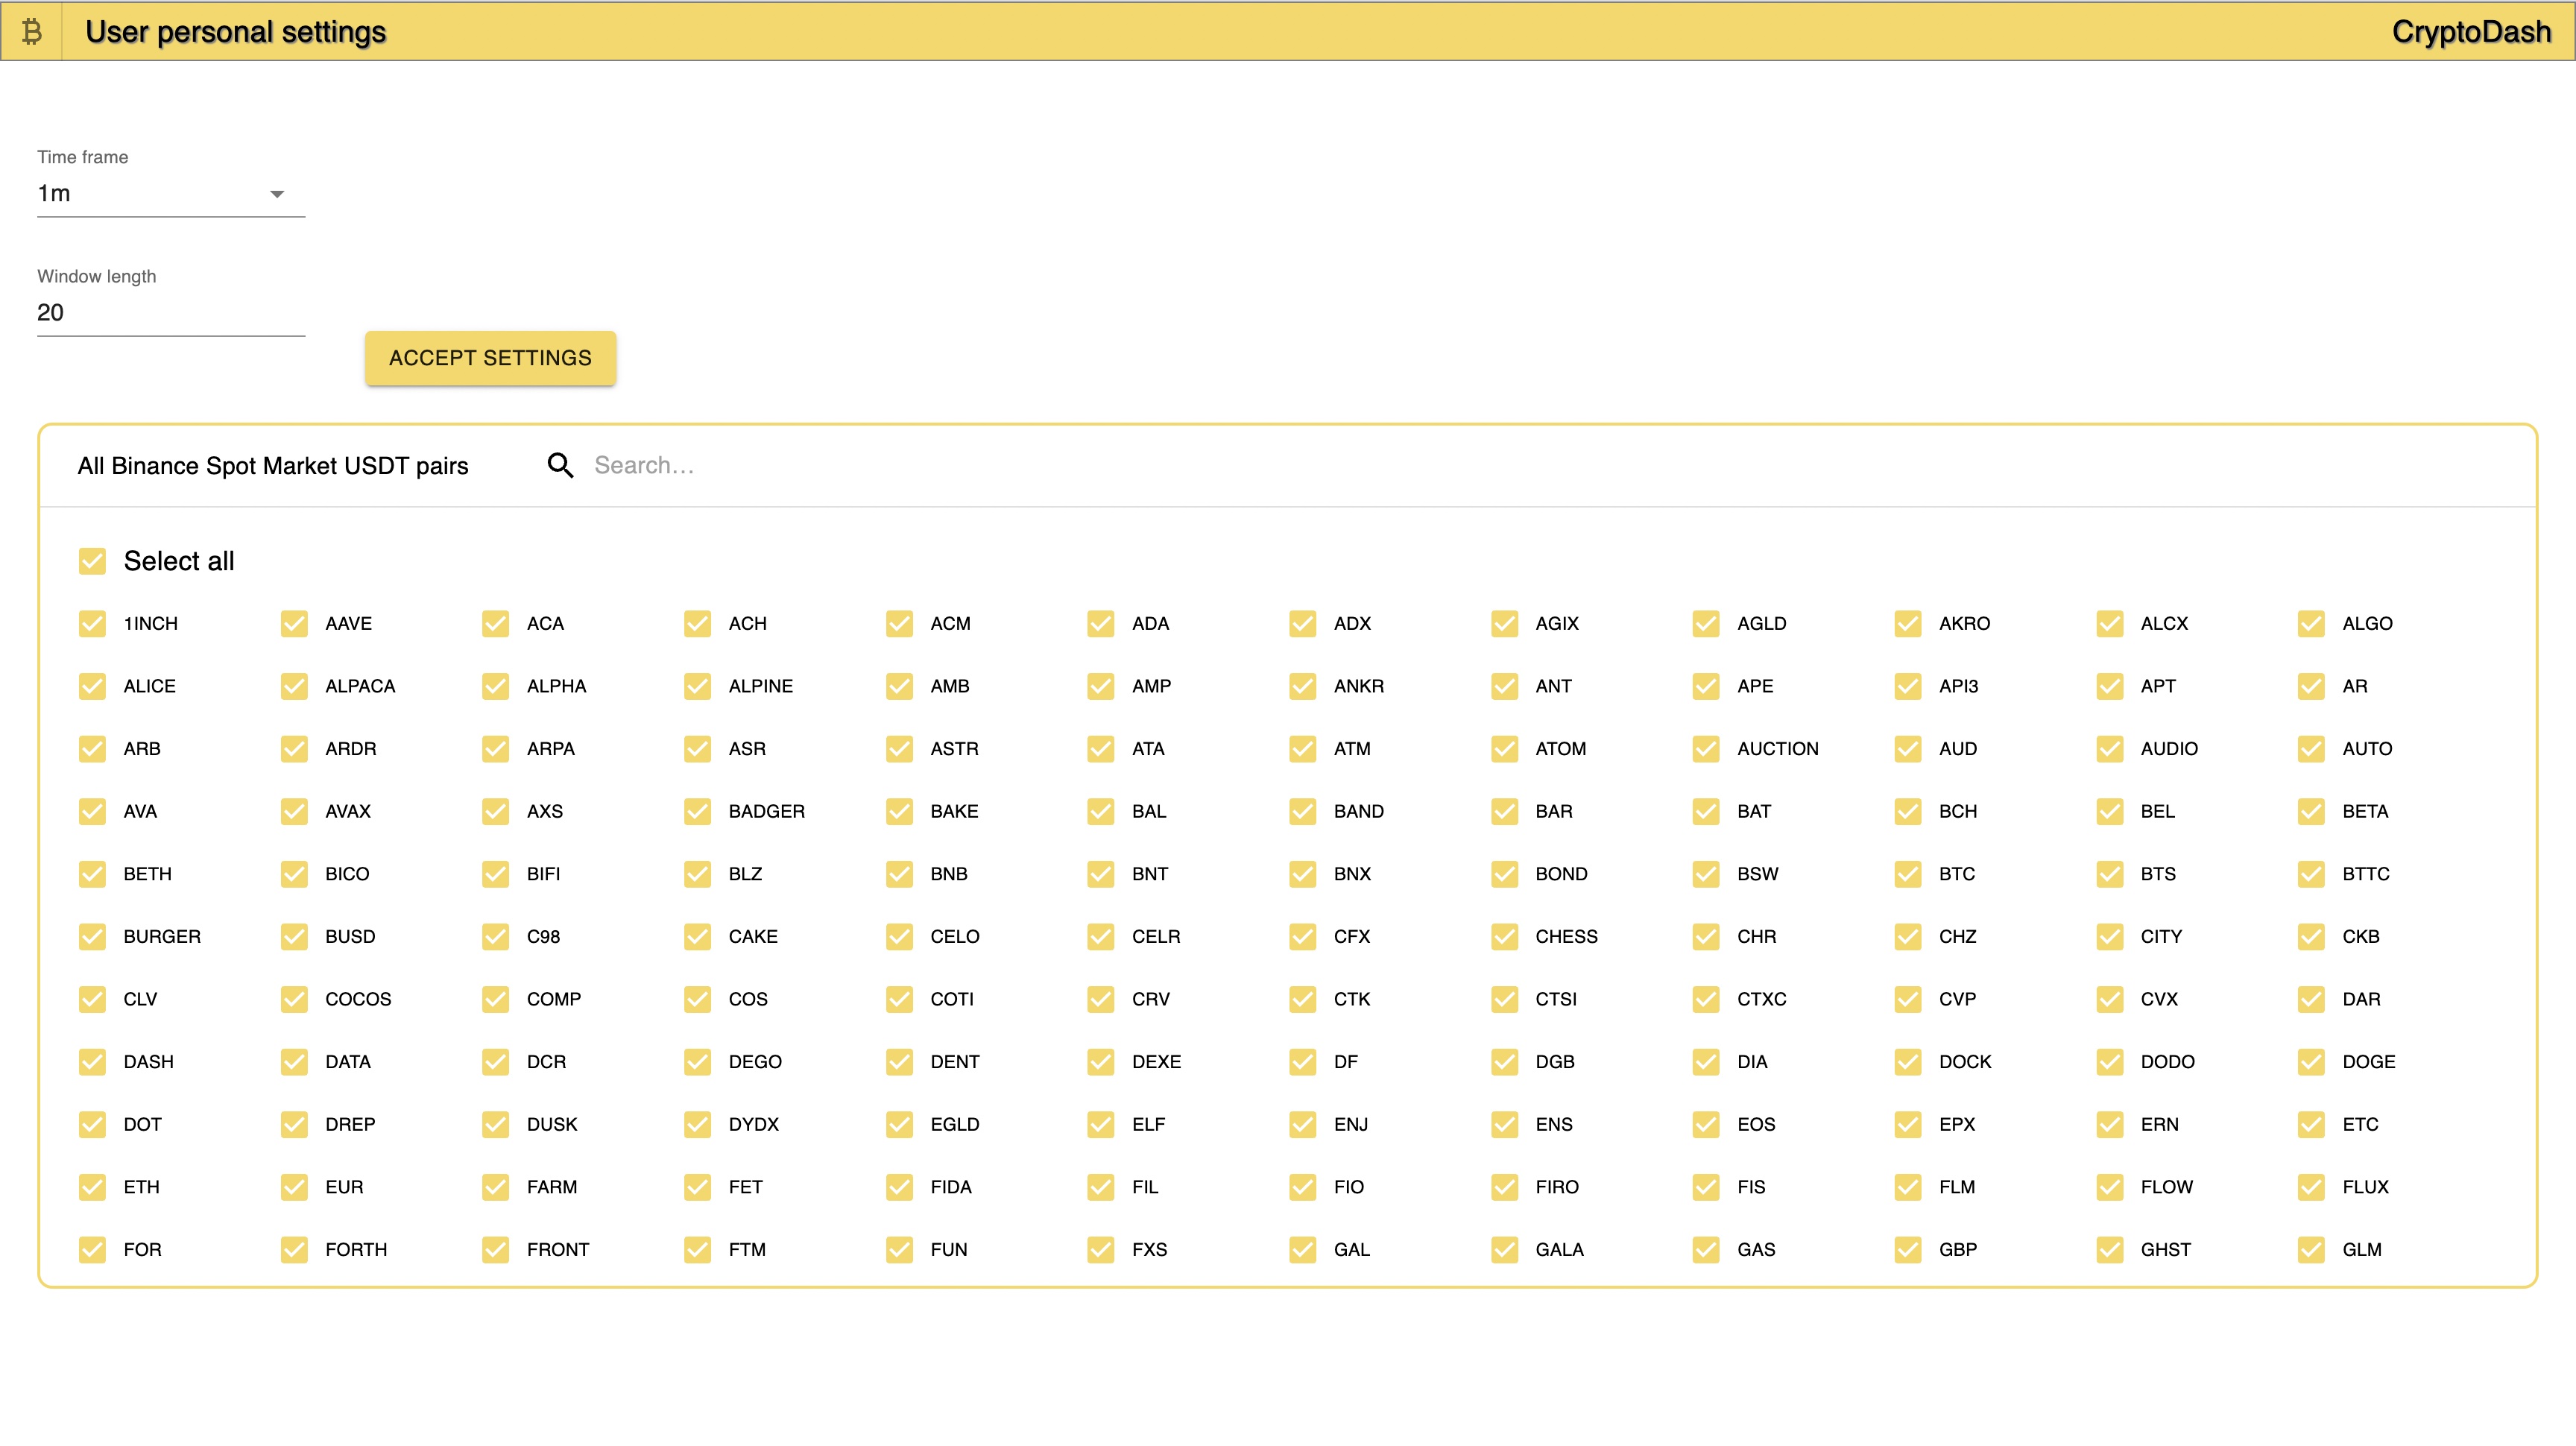 User personal settings CryptoDash
Time frame
1m
Window length
20
ACCEPT SETTINGS
All Binance Spot Market USDT pairs Search...
Select all
1INCH AAVE ACA ACH ACM ADA ADX AGIX AGLD AKRO ALCX ALGO
ALICE ALPACA ALPHA ALPINE AMB AMP ANKR ANT APE API3 APT AR
ARB ARDR ARPA ASR ASTR ATA ATM ATOM AUCTION AUD AUDIO AUTO
AVA AVAX AXS BADGER BAKE BAL BAND BAR BAT BCH BEL BETA
BETH BICO BIFI BLZ BNB BNT BNX BOND BSW BTC BTS BTTC
BURGER BUSD C98 CAKE CELO CELR CFX CHESS CHR CHZ CITY CKB
CLV COCOS COMP COS COTI CRV CTK CTSI CTXC CVP CVX DAR
DASH DATA DCR DEGO DENT DEXE DF DGB DIA DOCK DODO DOGE
DOT DREP DUSK DYDX EGLD ELF ENJ ENS EOS EPX ERN ETC
ETH EUR FARM FET FIDA FIL FIO FIRO FIS FLM FLOW FLUX
FOR FORTH FRONT FTM FUN FXS GAL GALA GAS GBP GHST GLM